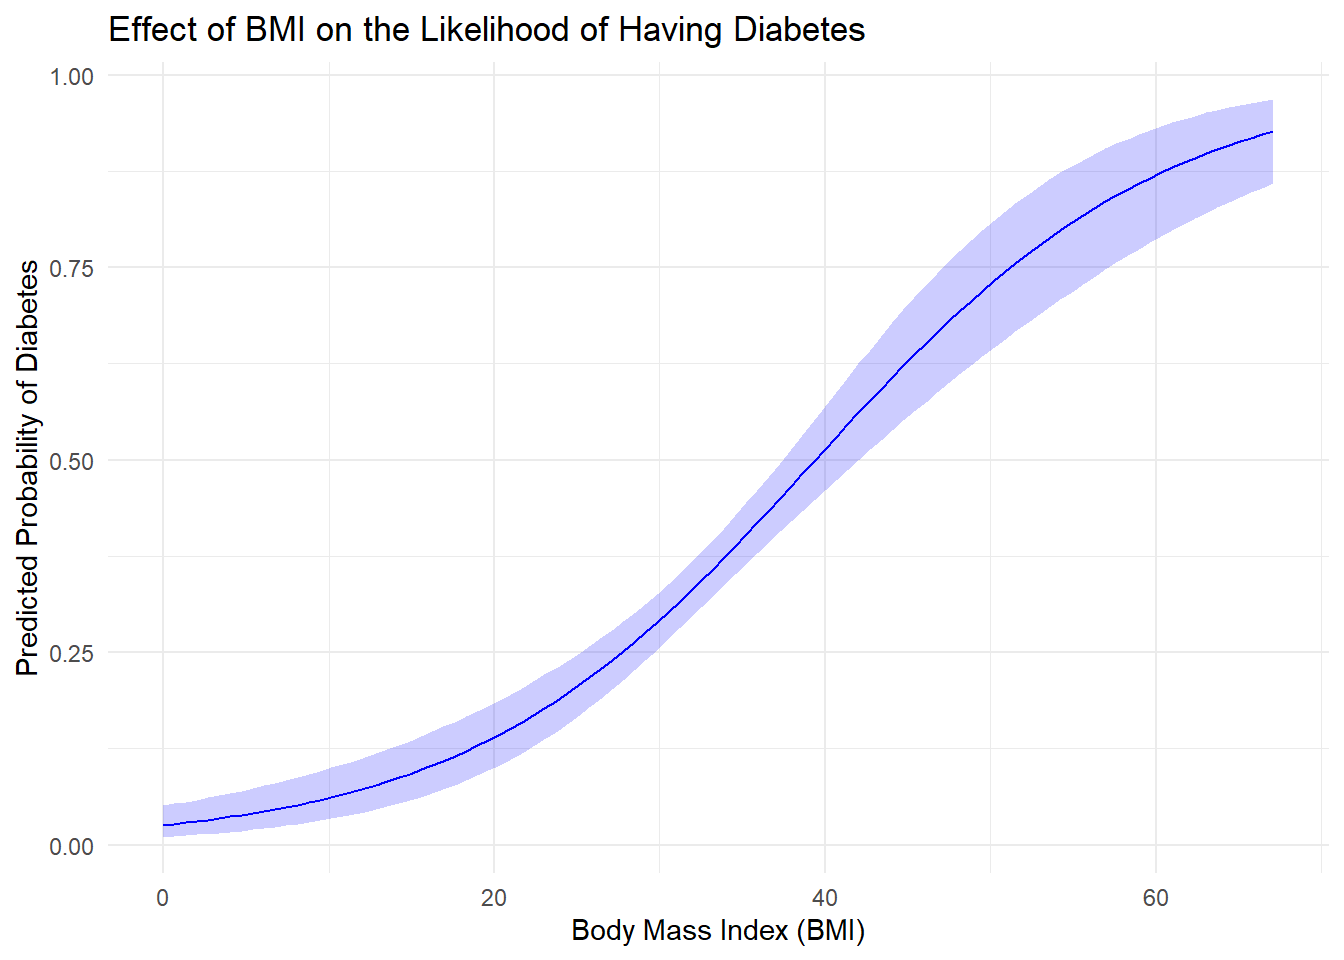 Effect of BMI on the Likelihood of Having Diabetes
Predicted Probability of Diabetes
1.00
0.75
0.50
0.25
0.00
0 20 40 60
Body Mass Index (BMI)